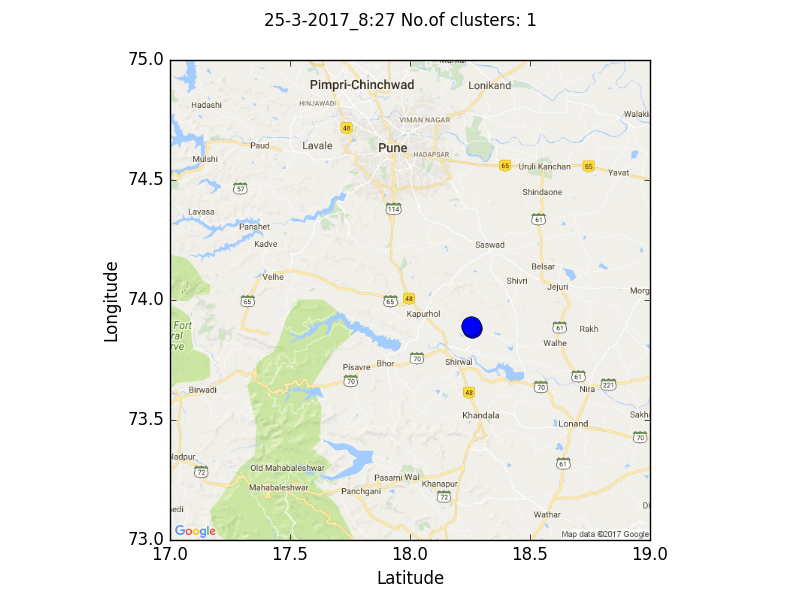 25-3-2017_8:27 No.of clusters: 1
75.0
Pimpri-Chinchwad
Lonikand
HINJAWADI
Hadashi
VIMAN NAGAR
Walaki
48
Paud
Lavale
Pune
HADAPSAR
Mulshi
65
Uruli Kanchan
65
Yavat
74.5
57
Shindaone
114
Lavasa
61
Panshet
Kadve
Saswad
Belsar
Velhe
Shivri
Jejuri
Morg
74.0
65
65
48
Kapurhol
Fort
ral
rve
61
Rakh
Walhe
Longitude
Shirwal
Bhor
70
Pisavre
70
61
Birwadi
70
Nira
221
48
73.5
Khandala
Sakh
Lonand
70
ladpur
72
Old Mahabaleshwar
61
Mahabaleshwar
Panchgani
Pasarni
Wai
Khanapur
72
nedi
Wathar
Google
Map data ©2017 Google
73.0
17.0
17.5
18.0
18.5
19.0
Latitude